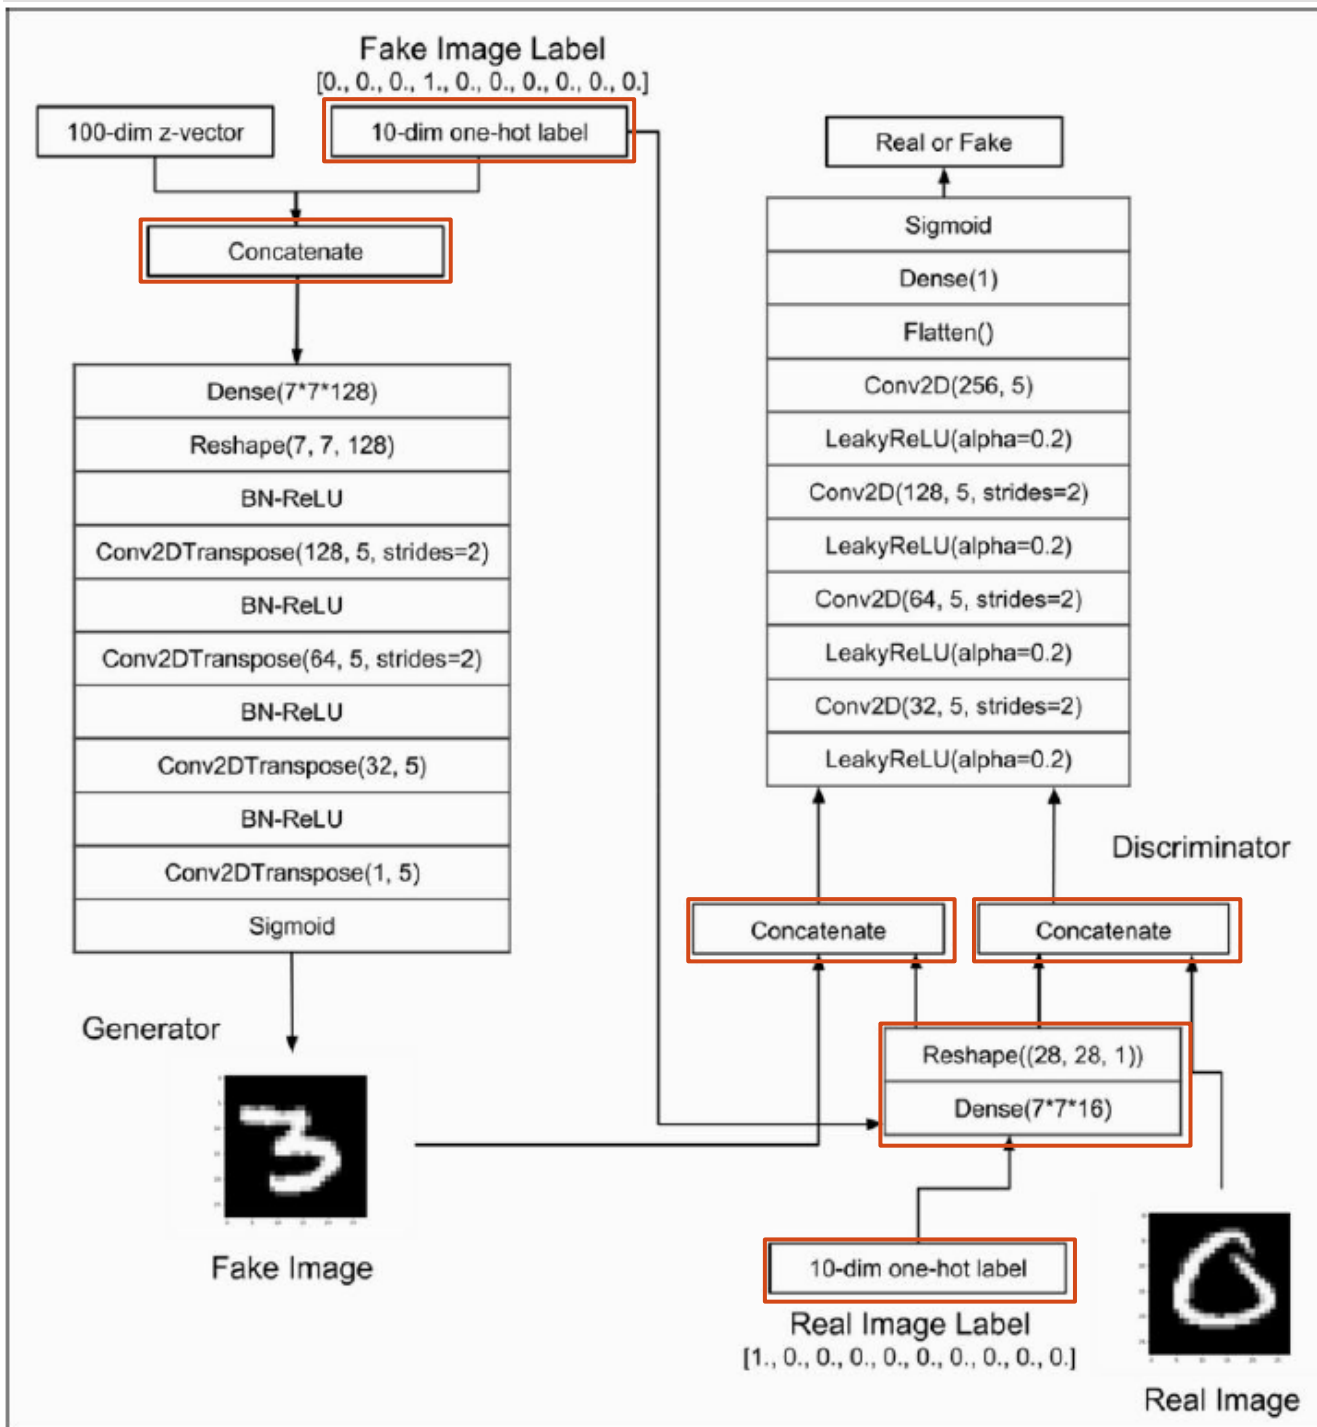 Fake Image Label
[0., 0., 0., 1., 0., 0., 0., 0., 0., 0.]
100-dim z-vector
10-dim one-hot label
Concatenate
Dense(7*7*128)
Reshape(7, 7, 128)
BN-ReLU
Conv2DTranspose(128, 5, strides=2)
BN-ReLU
Conv2DTranspose(64, 5, strides=2)
BN-ReLU
Conv2DTranspose(32, 5)
BN-ReLU
Conv2DTranspose(1, 5)
Sigmoid
Generator
Fake Image
Real or Fake
Sigmoid
Dense(1)
Flatten()
Conv2D(256, 5)
LeakyReLU(alpha=0.2)
Conv2D(128, 5, strides=2)
LeakyReLU(alpha=0.2)
Conv2D(64, 5, strides=2)
LeakyReLU(alpha=0.2)
Conv2D(32, 5, strides=2)
LeakyReLU(alpha=0.2)
Discriminator
Concatenate
Concatenate
Reshape((28, 28, 1))
Dense(7*7*16)
10-dim one-hot label
Real Image Label
[1., 0., 0., 0., 0., 0., 0., 0., 0., 0.]
Real Image